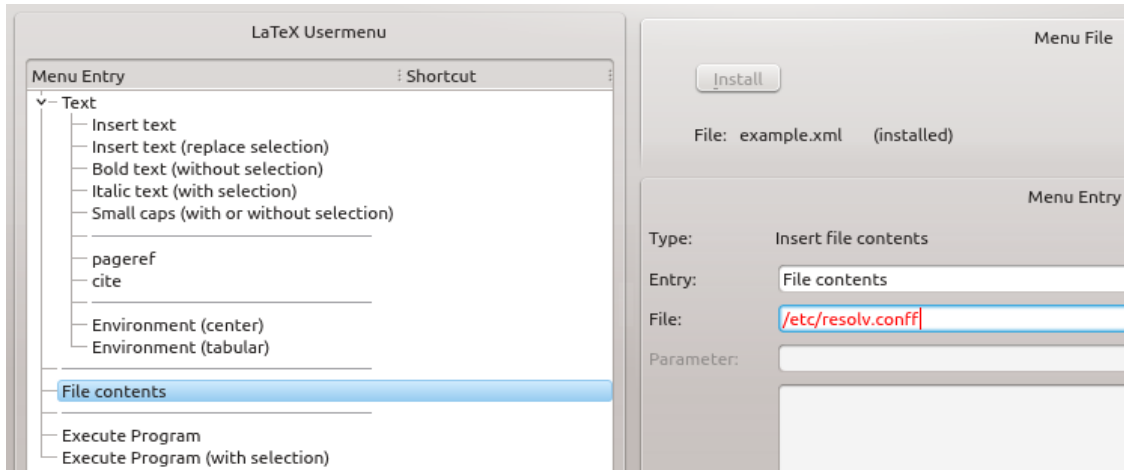 LaTeX Usermenu
Menu Entry Shortcut
Text
Insert text
Insert text (replace selection)
Bold text (without selection)
Italic text (with selection)
Small caps (with or without selection)
pageref
cite
Environment (center)
Environment (tabular)
File contents
Execute Program
Execute Program (with selection)
Menu File
Install
File: example.xml (installed)
Menu Entry
Type: Insert file contents
Entry: File contents
File: /etc/resolv.conff
Parameter: